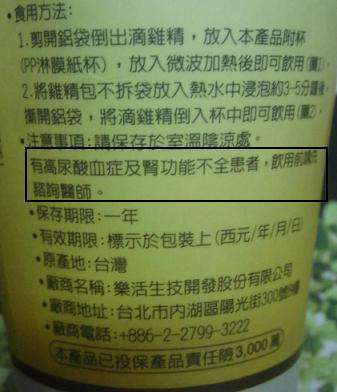 •食用方法:
1.剪開鋁袋倒出滴雞精，放入本產品附杯
(PP淋膜紙杯)，放入微波加熱後即可飲用(圖1)。
2.將雞精包不拆袋放入熱水中浸泡約3-5分鐘後，
撕開鋁袋，將滴雞精倒入杯中即可飲用(圖2)。
•注意事項:請保存於室溫陰涼處。
有高尿酸血症及腎功能不全患者，飲用前請先
諮詢醫師。
•保存期限:一年
•有效期限:標示於包裝上(西元/年/月/日)
•原產地:台灣
•廠商名稱:樂活生技開發股份有限公司
•廠商地址:台北市內湖區陽光街300號
•廠商電話:+886-2-2799-3222
本產品已投保產品責任險3,000萬